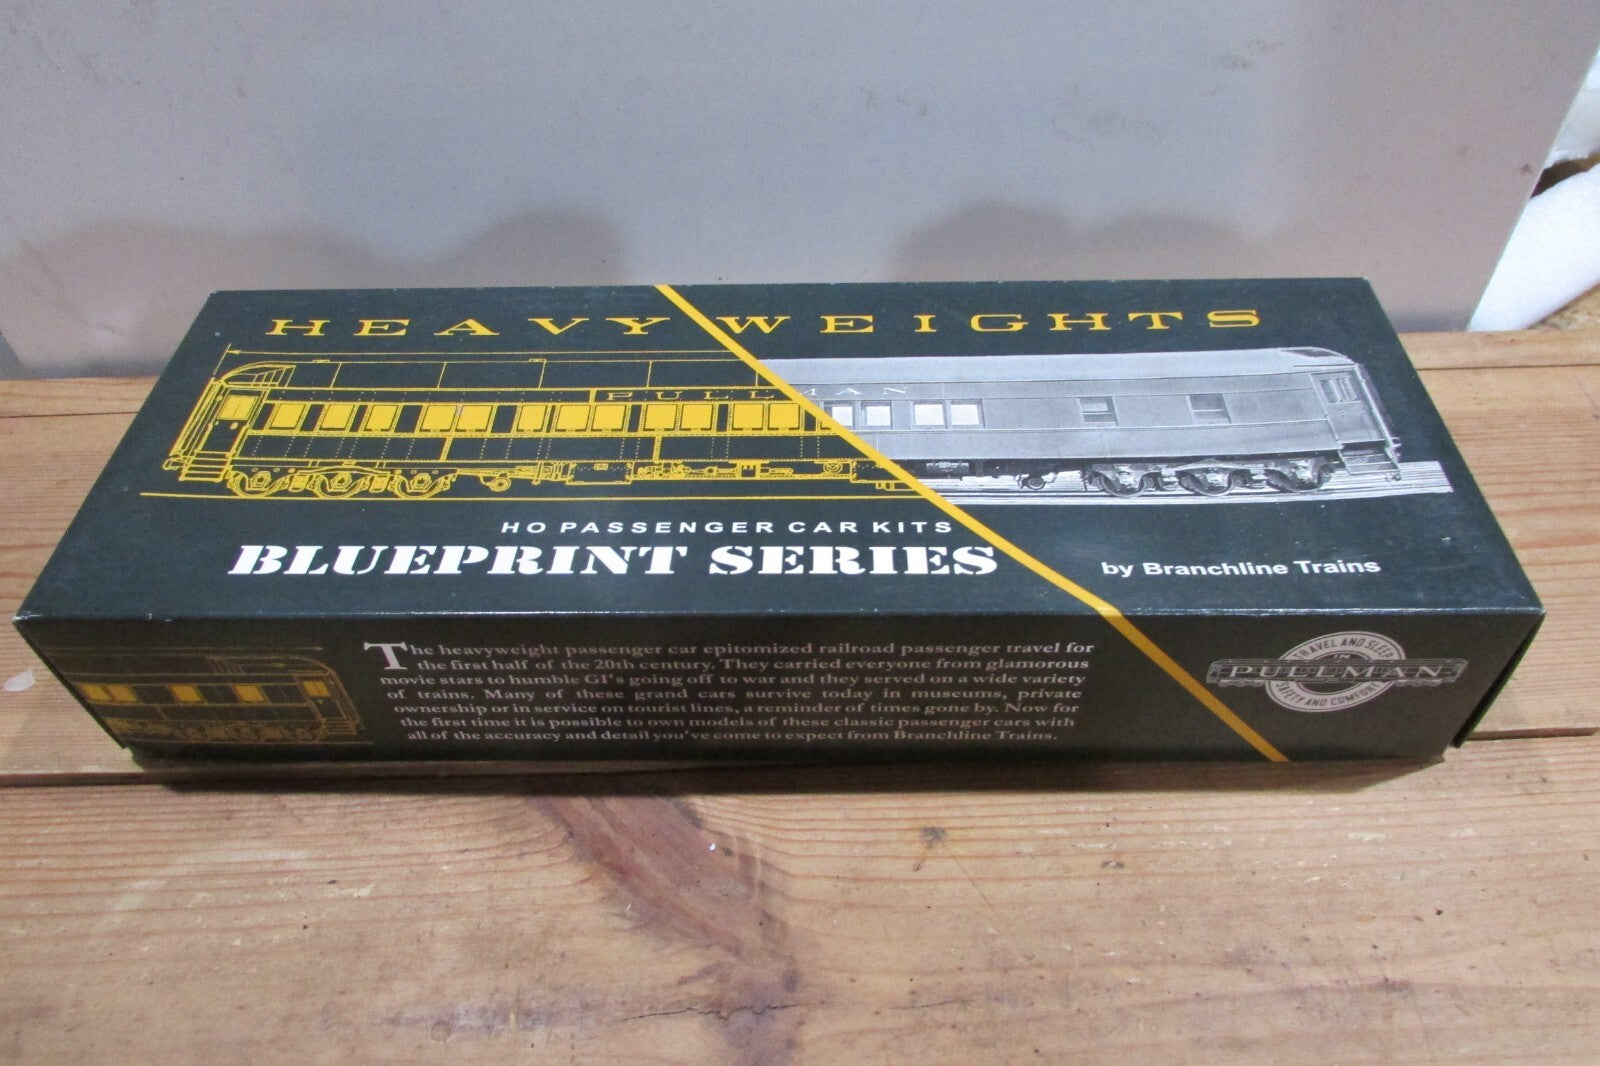 HEAVYWEIGHTS
PULLMAN
HO PASSENGER CAR KITS
BLUEPRINT SERIES
by Branchline Trains
The heavyweight passenger car epitomized railroad passenger travel for
the first half of the 20th century. They carried everyone from glamorous
movie stars to humble GI's going off to war and they served on a wide variety
of trains. Many of these grand cars survive today in museums, private
ownership or in service on tourist lines, a reminder of times gone by. Now for
the first time it is possible to own models of these classic passenger cars with
all of the accuracy and detail you've come to expect from Branchline Trains.
TRAVEL AND SLEEP
IN
PULLMAN
SAFETY AND COMFORT